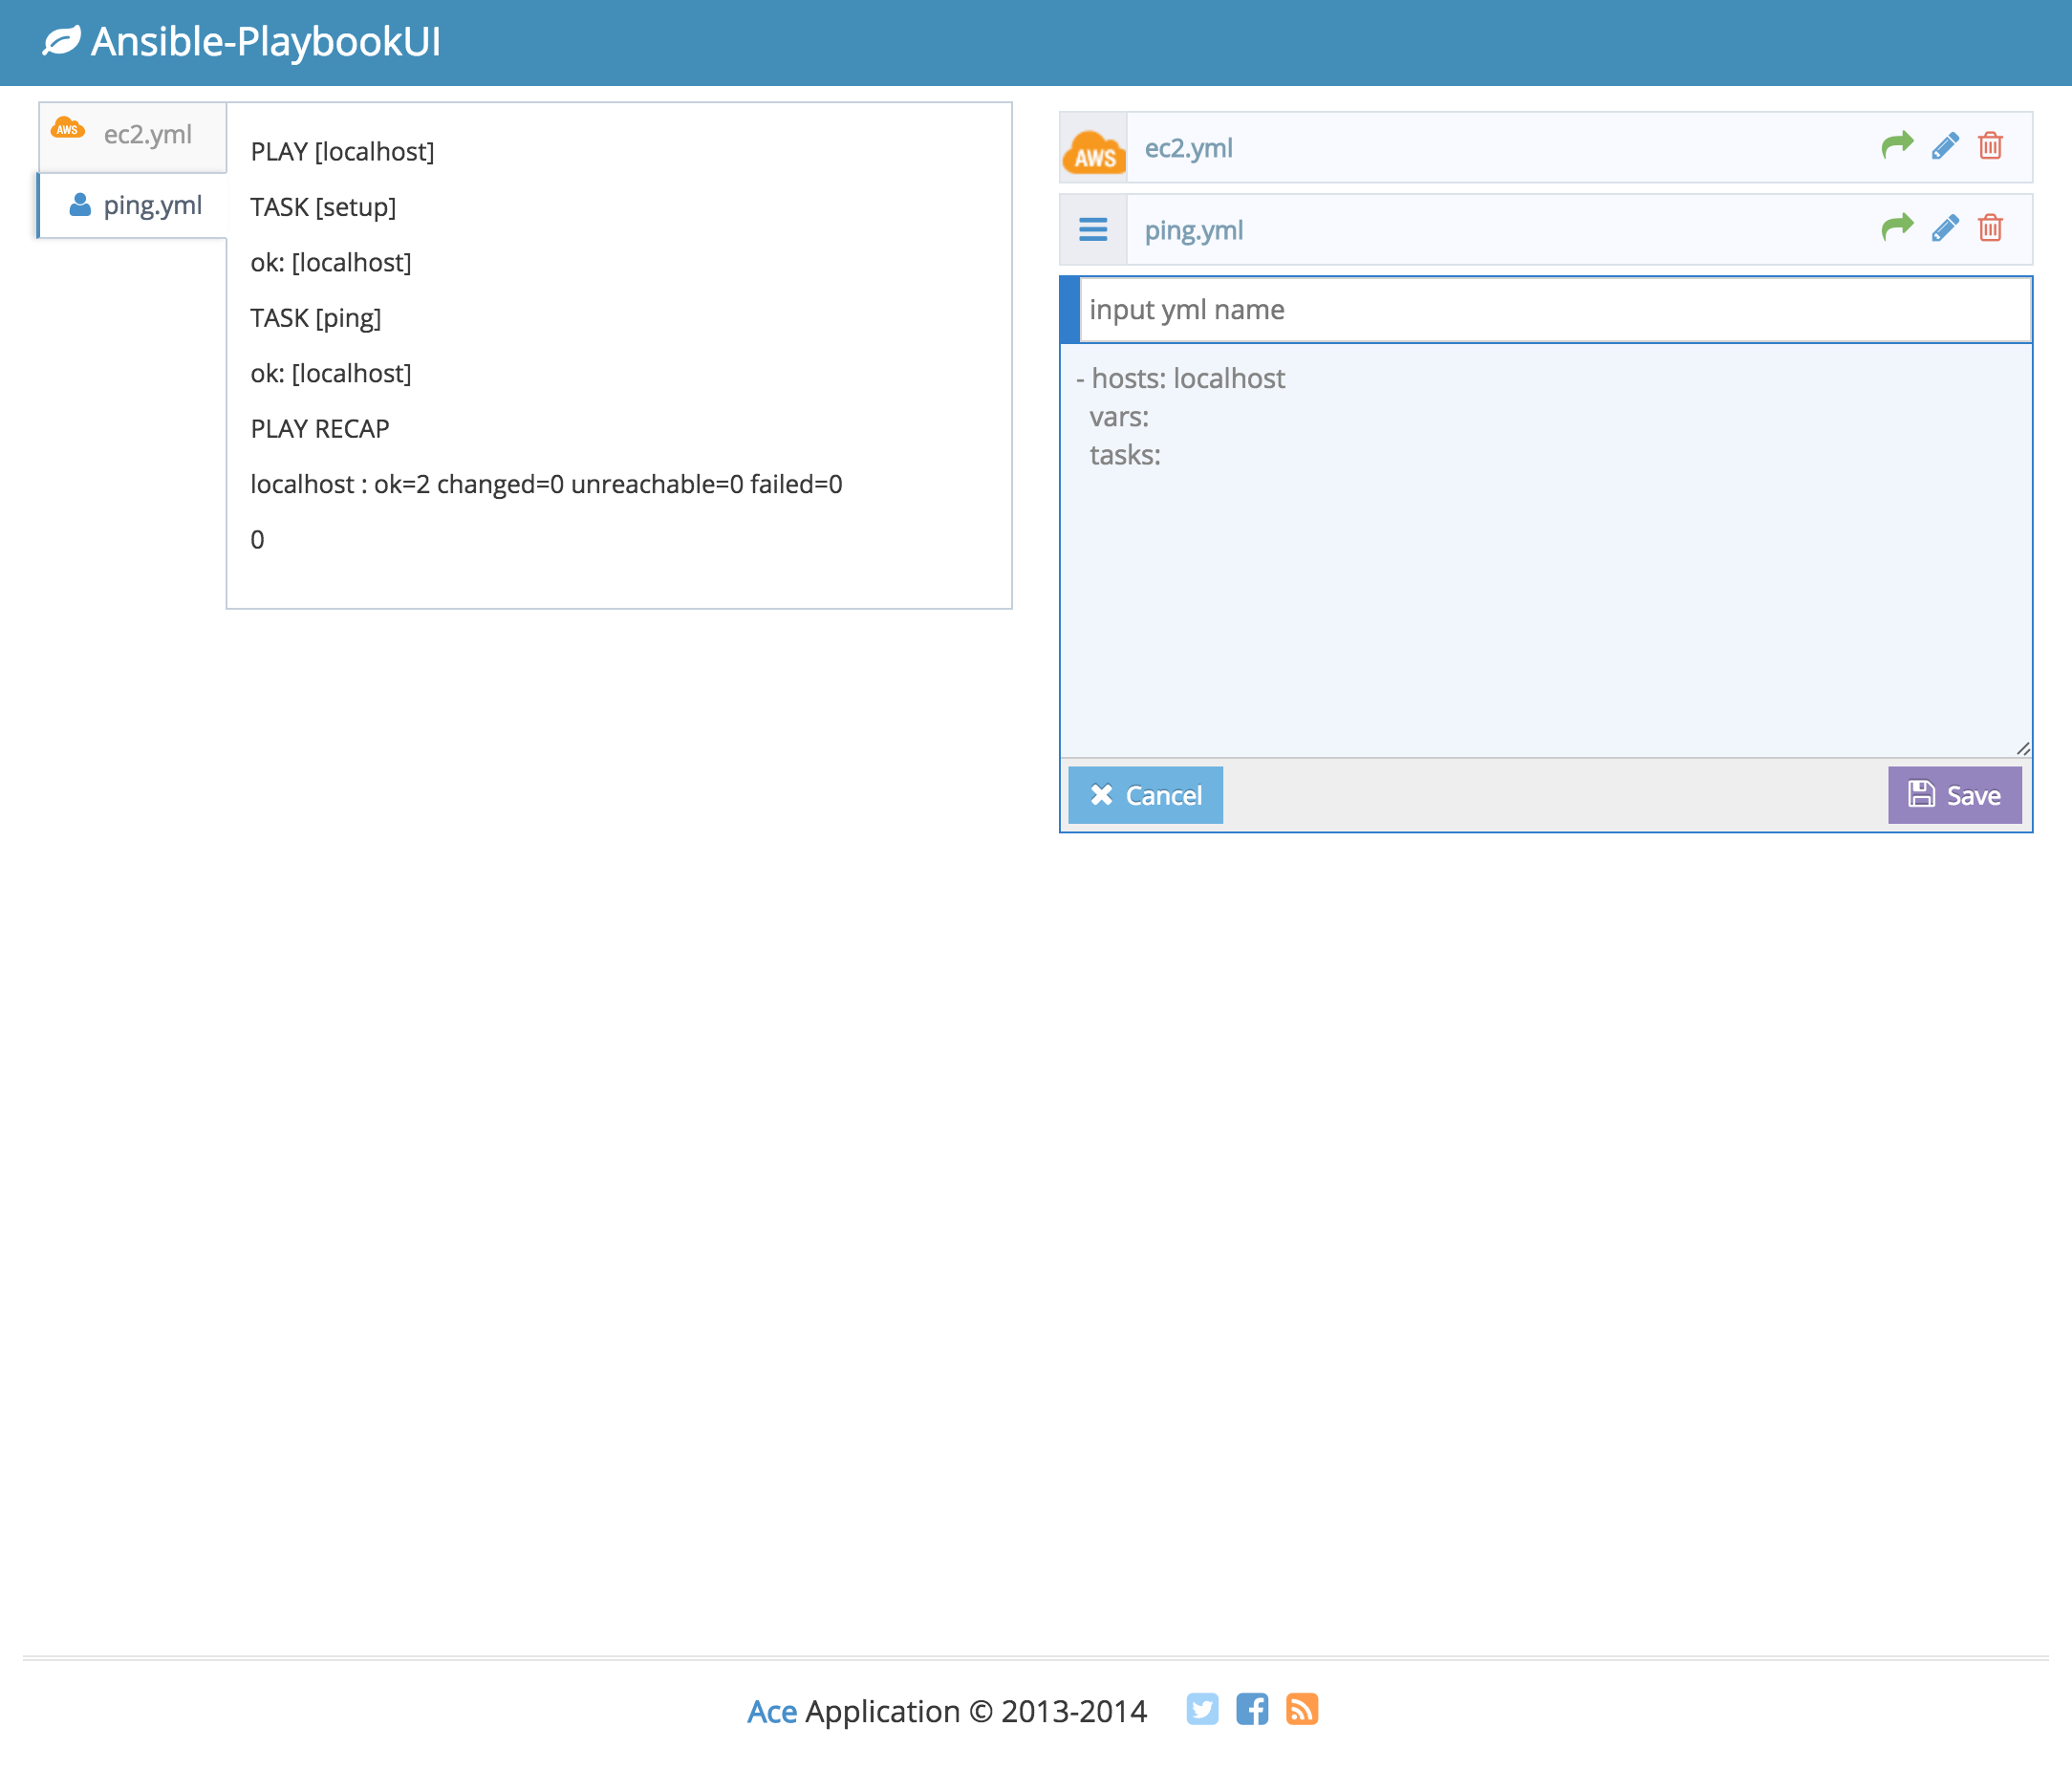 Ansible-PlaybookUI
AWS ec2.yml
ping.yml
PLAY [localhost]
TASK [setup]
ok: [localhost]
TASK [ping]
ok: [localhost]
PLAY RECAP
localhost : ok=2 changed=0 unreachable=0 failed=0
0
AWS ec2.yml
ping.yml
input yml name
- hosts: localhost
vars:
tasks:
Cancel Save
Ace Application © 2013-2014